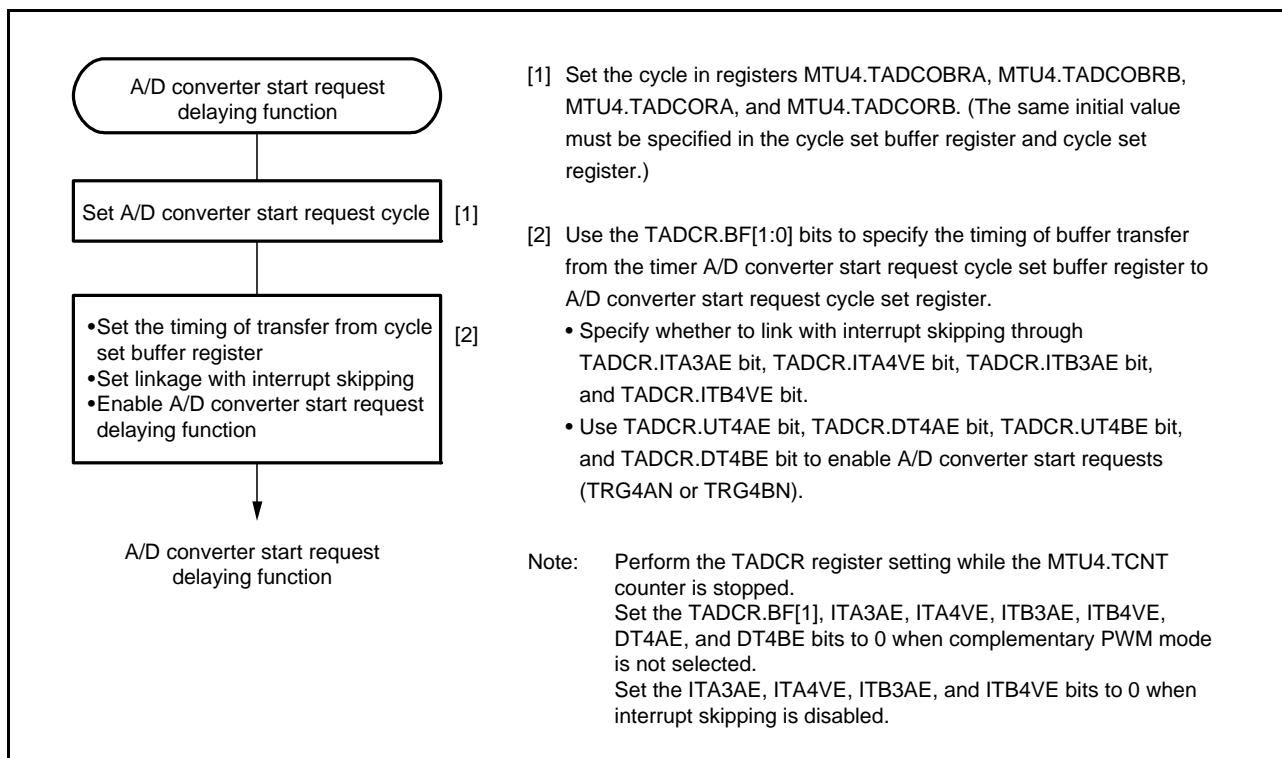 A/D converter start request
delaying function
Set A/D converter start request cycle
[1]
•Set the timing of transfer from cycle
set buffer register
•Set linkage with interrupt skipping
•Enable A/D converter start request
delaying function
[2]
A/D converter start request
delaying function
[1] Set the cycle in registers MTU4.TADCOBRA, MTU4.TADCOBRB,
MTU4.TADCORA, and MTU4.TADCORB. (The same initial value
must be specified in the cycle set buffer register and cycle set
register.)
[2] Use the TADCR.BF[1:0] bits to specify the timing of buffer transfer
from the timer A/D converter start request cycle set buffer register to
A/D converter start request cycle set register.
• Specify whether to link with interrupt skipping through
TADCR.ITA3AE bit, TADCR.ITA4VE bit, TADCR.ITB3AE bit,
and TADCR.ITB4VE bit.
• Use TADCR.UT4AE bit, TADCR.DT4AE bit, TADCR.UT4BE bit,
and TADCR.DT4BE bit to enable A/D converter start requests
(TRG4AN or TRG4BN).
Note: Perform the TADCR register setting while the MTU4.TCNT
counter is stopped.
Set the TADCR.BF[1], ITA3AE, ITA4VE, ITB3AE, ITB4VE,
DT4AE, and DT4BE bits to 0 when complementary PWM mode
is not selected.
Set the ITA3AE, ITA4VE, ITB3AE, and ITB4VE bits to 0 when
interrupt skipping is disabled.